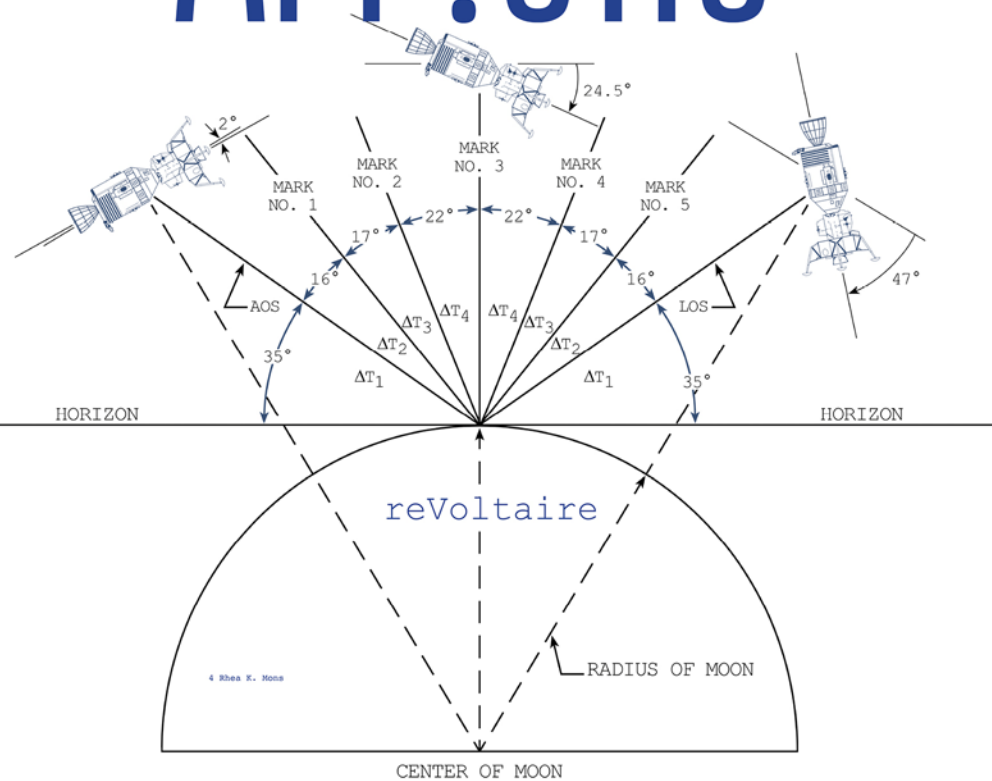 24.5°
2°
MARK
NO. 3
MARK
NO. 2
MARK
NO. 4
MARK
NO. 1
MARK
NO. 5
22°
22°
17°
17°
16°
16°
47°
AOS
LOS
ΔT4
ΔT4
ΔT3
ΔT3
ΔT2
ΔT2
ΔT1
ΔT1
35°
35°
HORIZON
HORIZON
reVoltaire
RADIUS OF MOON
4 Rhea K. Mons
CENTER OF MOON